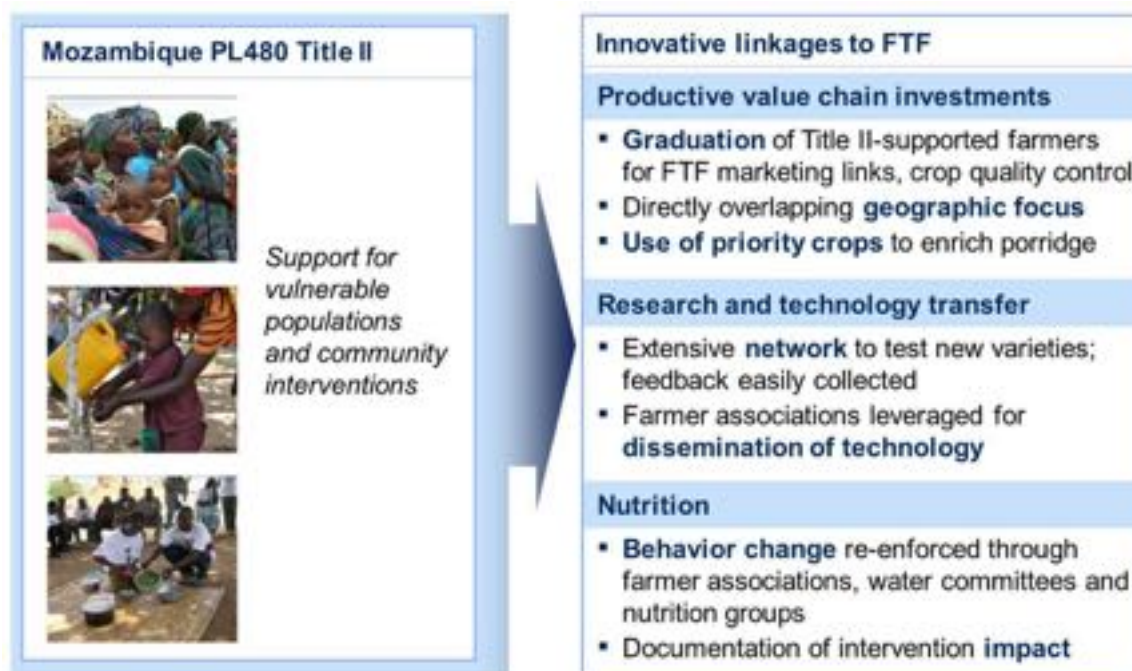 Mozambique PL480 Title II
Support for
vulnerable
populations
and community
interventions
Innovative linkages to FTF
Productive value chain investments
▪ Graduation of Title II-supported farmers
for FTF marketing links, crop quality control
▪ Directly overlapping geographic focus
▪ Use of priority crops to enrich porridge
Research and technology transfer
▪ Extensive network to test new varieties;
feedback easily collected
▪ Farmer associations leveraged for
dissemination of technology
Nutrition
▪ Behavior change re-enforced through
farmer associations, water committees and
nutrition groups
▪ Documentation of intervention impact